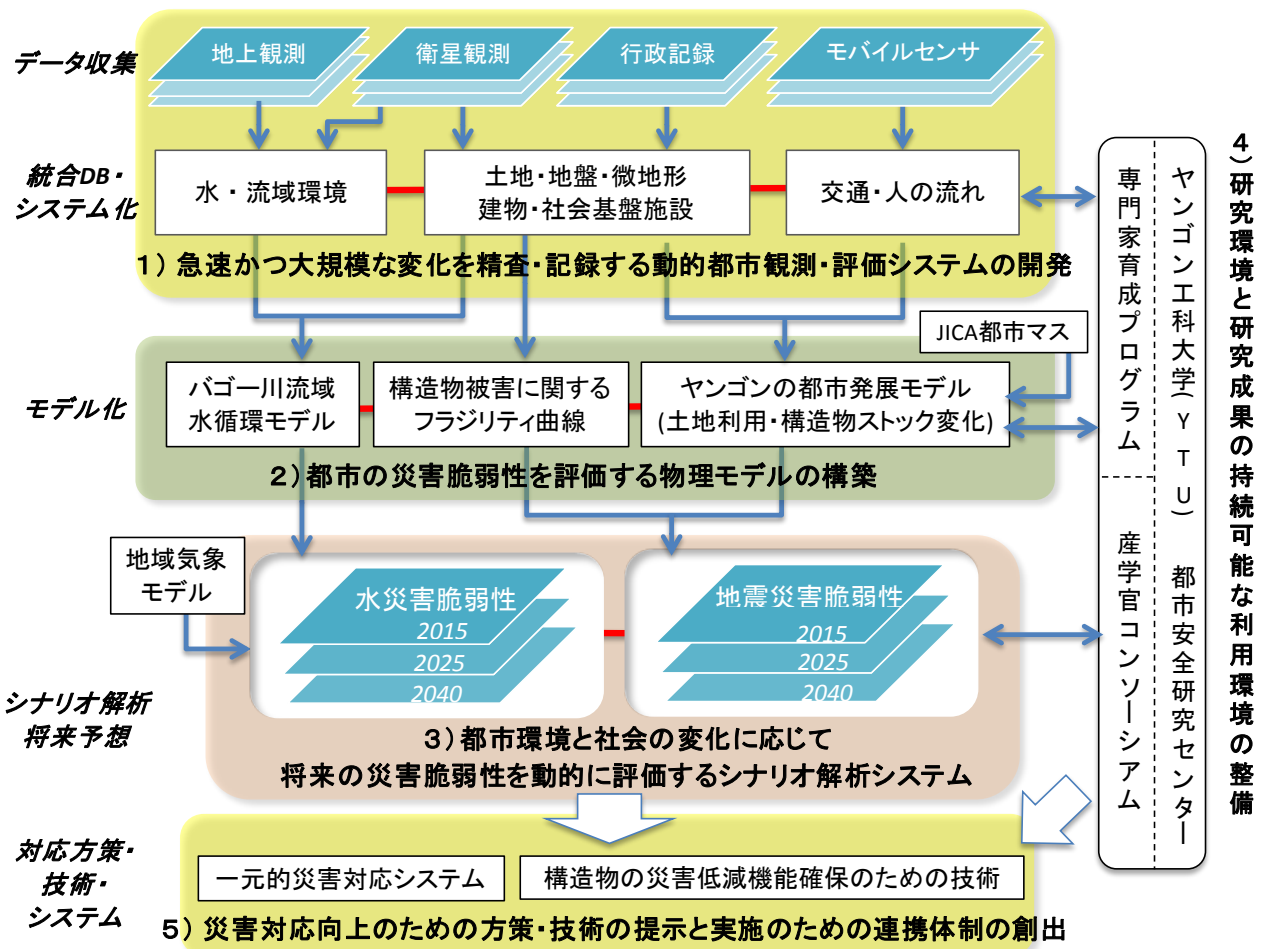 データ収集
地上観測
衛星観測
行政記録
モバイルセンサ
統合DB・
システム化
水・流域環境
土地・地盤・微地形
建物・社会基盤施設
交通・人の流れ
1）急速かつ大規模な変化を精査・記録する動的都市観測・評価システムの開発
JICA都市マス
モデル化
バゴー川流域
水循環モデル
構造物被害に関する
フラジリティ曲線
ヤンゴンの都市発展モデル
(土地利用・構造物ストック変化)
2）都市の災害脆弱性を評価する物理モデルの構築
地域気象
モデル
水災害脆弱性
2015
2025
2040
地震災害脆弱性
2015
2025
2040
シナリオ解析
将来予想
3）都市環境と社会の変化に応じて
将来の災害脆弱性を動的に評価するシナリオ解析システム
対応方策・
技術・
システム
一元的災害対応システム
構造物の災害低減機能確保のための技術
5）災害対応向上のための方策・技術の提示と実施のための連携体制の創出
4）研究環境と研究成果の持続可能な利用環境の整備
ヤンゴン工科大学（YTU） 都市安全研究センター
専門家育成プログラム
産学官コンソーシアム